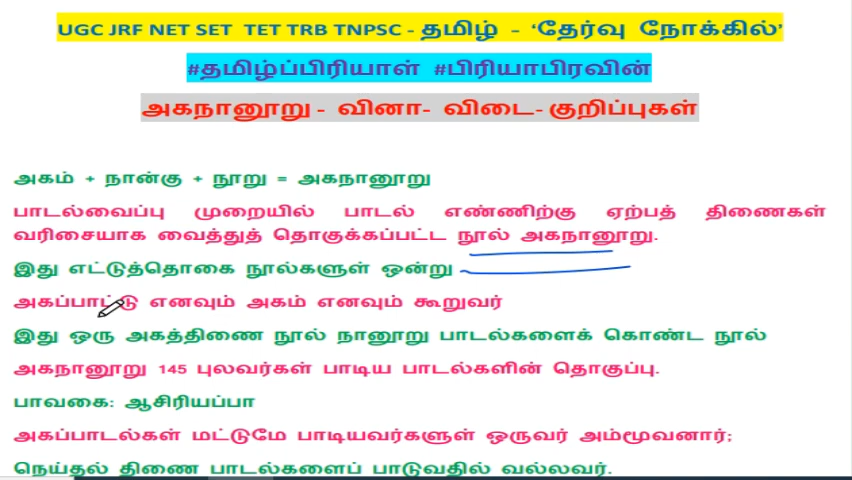 UGC JRF NET SET TET TRB TNPSC - தமிழ் - ‘தேர்வு நோக்கில்’
#தமிழ்ப்பிரியாள் #பிரியாபிரவின்
அகநானூறு - வினா- விடை- குறிப்புகள்
அகம் + நான்கு + நூறு = அகநானூறு
பாடல்வைப்பு முறையில் பாடல் எண்ணிற்கு ஏற்பத் திணைகள்
வரிசையாக வைத்துத் தொகுக்கப்பட்ட நூல் அகநானூறு.
இது எட்டுத்தொகை நூல்களுள் ஒன்று
அகப்பாட்டு எனவும் அகம் எனவும் கூறுவர்
இது ஒரு அகத்திணை நூல் நானூறு பாடல்களைக் கொண்ட நூல்
அகநானூறு 145 புலவர்கள் பாடிய பாடல்களின் தொகுப்பு.
பாவகை: ஆசிரியப்பா
அகப்பாடல்கள் மட்டுமே பாடியவர்களுள் ஒருவர் அம்மூவனார்;
நெய்தல் திணை பாடல்களைப் பாடுவதில் வல்லவர்.